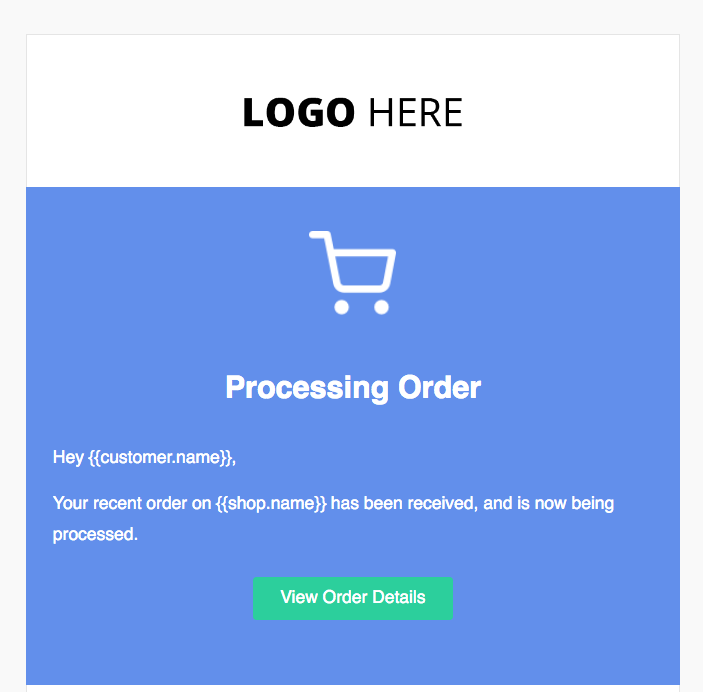 LOGO HERE
Processing Order
Hey {{customer.name}},
Your recent order on {{shop.name}} has been received, and is now being
processed.
View Order Details